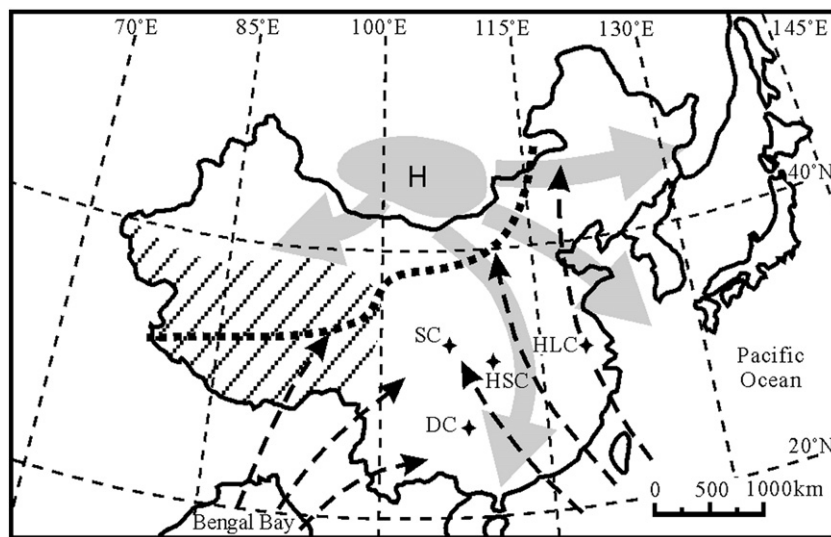 70°E 85°E 100°E 115°E 130°E 145°E
H
40°N
SC
HSC
HLC
DC
Pacific
Ocean
20°N
Bengal Bay
0 500 1000km